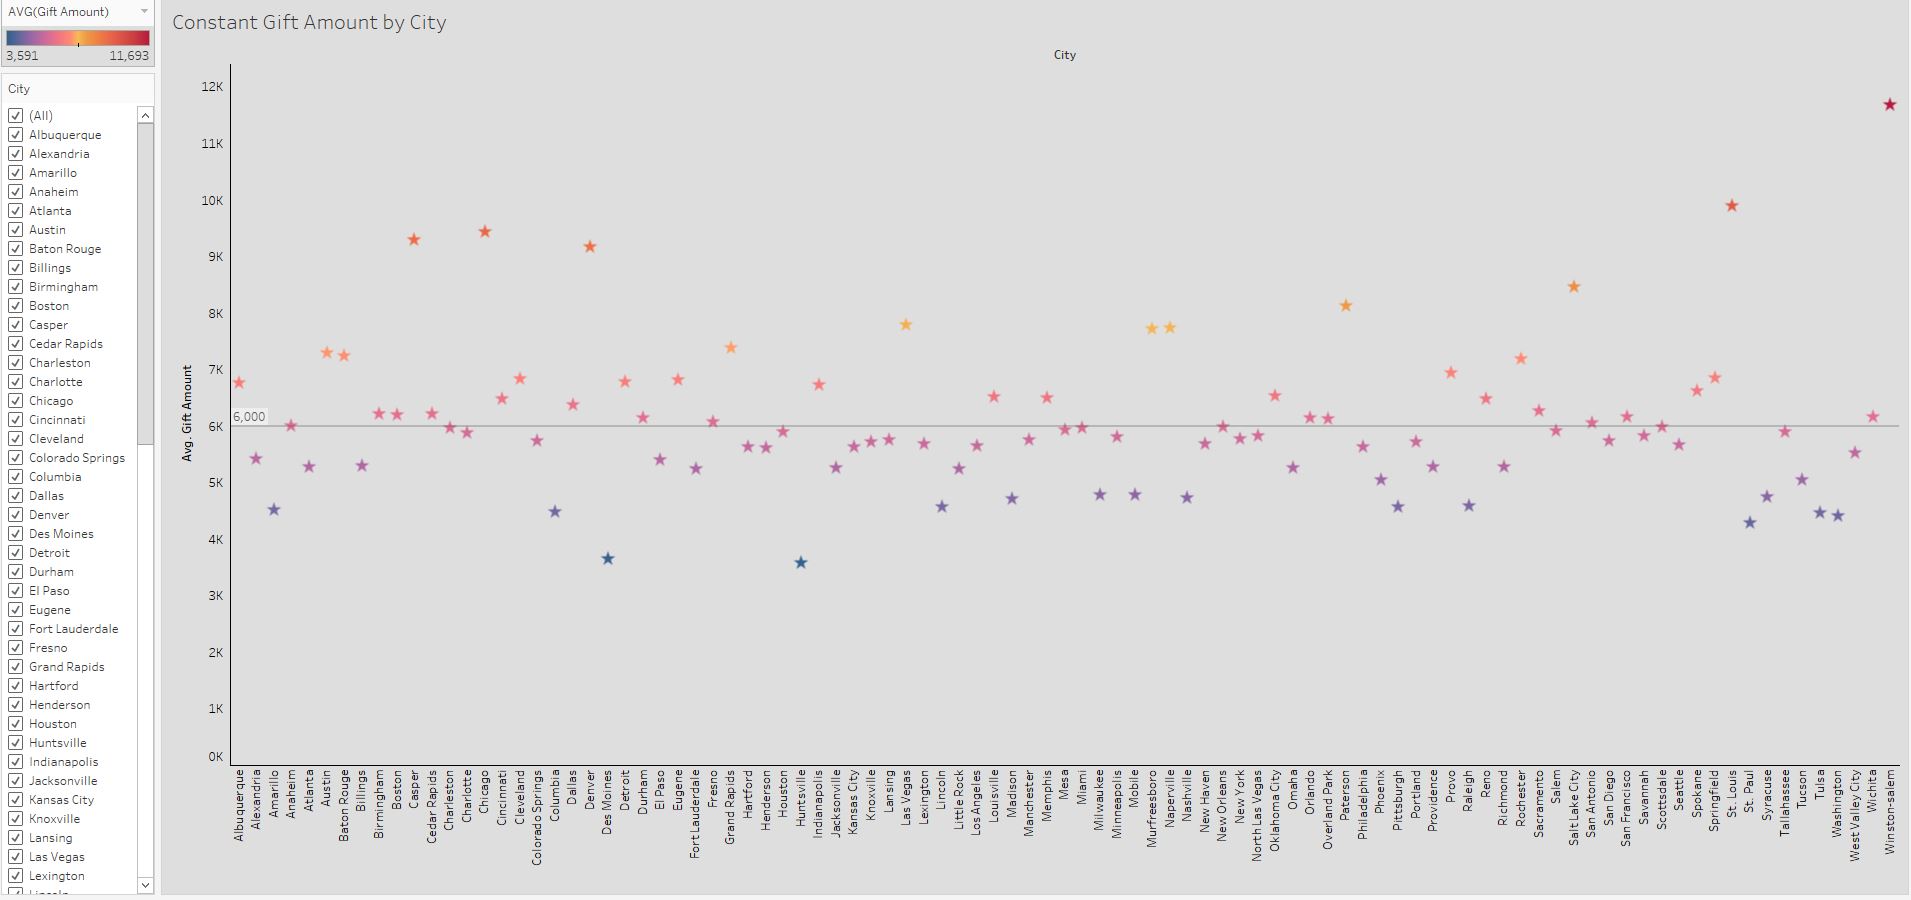 AVG(Gift Amount)
3,591 11,693
City
(All)
Albuquerque
Alexandria
Amarillo
Anaheim
Atlanta
Austin
Baton Rouge
Billings
Birmingham
Boston
Casper
Cedar Rapids
Charleston
Charlotte
Chicago
Cincinnati
Cleveland
Colorado Springs
Columbia
Dallas
Denver
Des Moines
Detroit
Durham
El Paso
Eugene
Fort Lauderdale
Fresno
Grand Rapids
Hartford
Henderson
Houston
Huntsville
Indianapolis
Jacksonville
Kansas City
Knoxville
Lansing
Las Vegas
Lexington
Constant Gift Amount by City
City
Avg. Gift Amount
12K
11K
10K
9K
8K
7K
6,000
6K
5K
4K
3K
2K
1K
0K
Albuquerque
Alexandria
Amarillo
Anaheim
Atlanta
Austin
Baton Rouge
Billings
Birmingham
Boston
Casper
Cedar Rapids
Charleston
Charlotte
Chicago
Cincinnati
Cleveland
Colorado Springs
Columbia
Dallas
Denver
Des Moines
Detroit
Durham
El Paso
Eugene
Fort Lauderdale
Fresno
Grand Rapids
Hartford
Henderson
Houston
Huntsville
Indianapolis
Jacksonville
Kansas City
Knoxville
Lansing
Las Vegas
Lexington
Lincoln
Little Rock
Los Angeles
Louisville
Madison
Manchester
Memphis
Mesa
Miami
Milwaukee
Minneapolis
Mobile
Murfreesboro
Naperville
Nashville
New Haven
New Orleans
New York
North Las Vegas
Oklahoma City
Omaha
Orlando
Overland Park
Paterson
Philadelphia
Phoenix
Pittsburgh
Portland
Providence
Provo
Raleigh
Reno
Richmond
Rochester
Sacramento
Salem
Salt Lake City
San Antonio
San Diego
San Francisco
Savannah
Scottsdale
Seattle
Spokane
Springfield
St. Louis
St. Paul
Syracuse
Tallahassee
Tucson
Tulsa
Washington
West Valley City
Wichita
Winston-salem